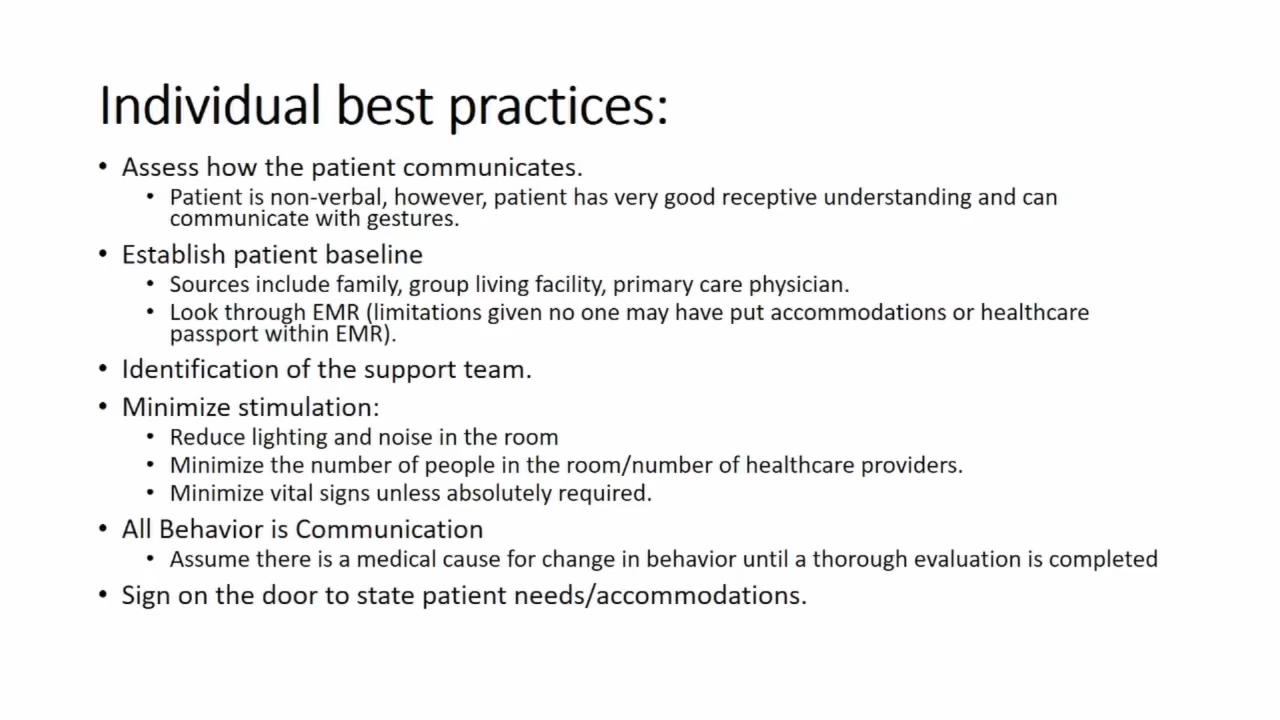 Individual best practices:
• Assess how the patient communicates.
• Patient is non-verbal, however, patient has very good receptive understanding and can
communicate with gestures.
• Establish patient baseline
• Sources include family, group living facility, primary care physician.
• Look through EMR (limitations given no one may have put accommodations or healthcare
passport within EMR).
• Identification of the support team.
• Minimize stimulation:
• Reduce lighting and noise in the room
• Minimize the number of people in the room/number of healthcare providers.
• Minimize vital signs unless absolutely required.
• All Behavior is Communication
• Assume there is a medical cause for change in behavior until a thorough evaluation is completed
• Sign on the door to state patient needs/accommodations.